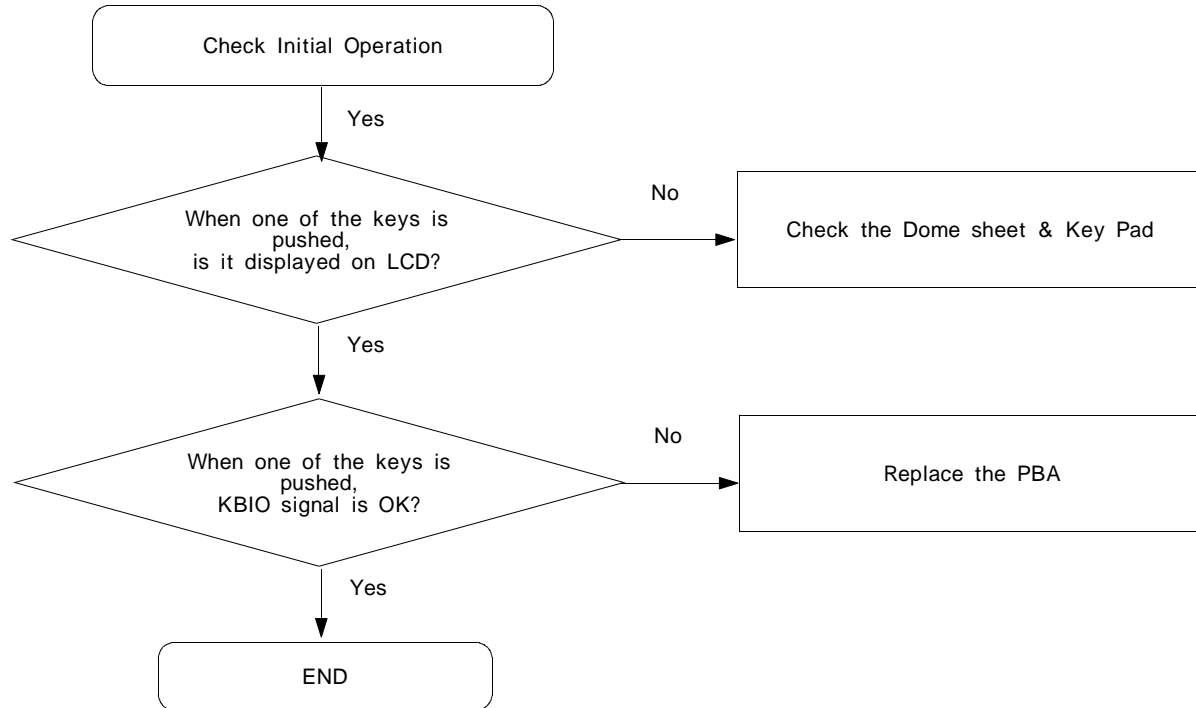 Check Initial Operation
Yes
When one of the keys is
pushed,
is it displayed on LCD?
No
Check the Dome sheet & Key Pad
Yes
When one of the keys is
pushed,
KBIO signal is OK?
No
Replace the PBA
Yes
END